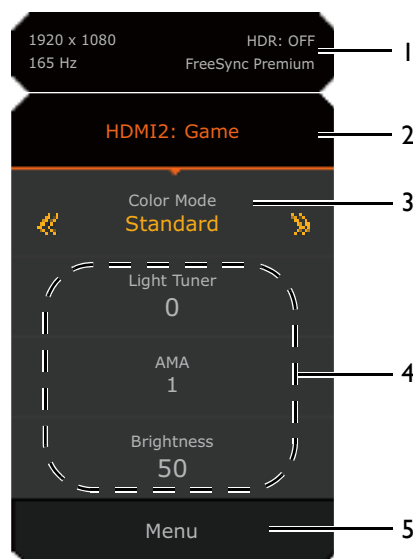 1920 x 1080 HDR: OFF
165 Hz FreeSync Premium
1
HDMI2: Game
2
Color Mode
3
Standard
Light Tuner
0
AMA
4
1
Brightness
50
Menu
5